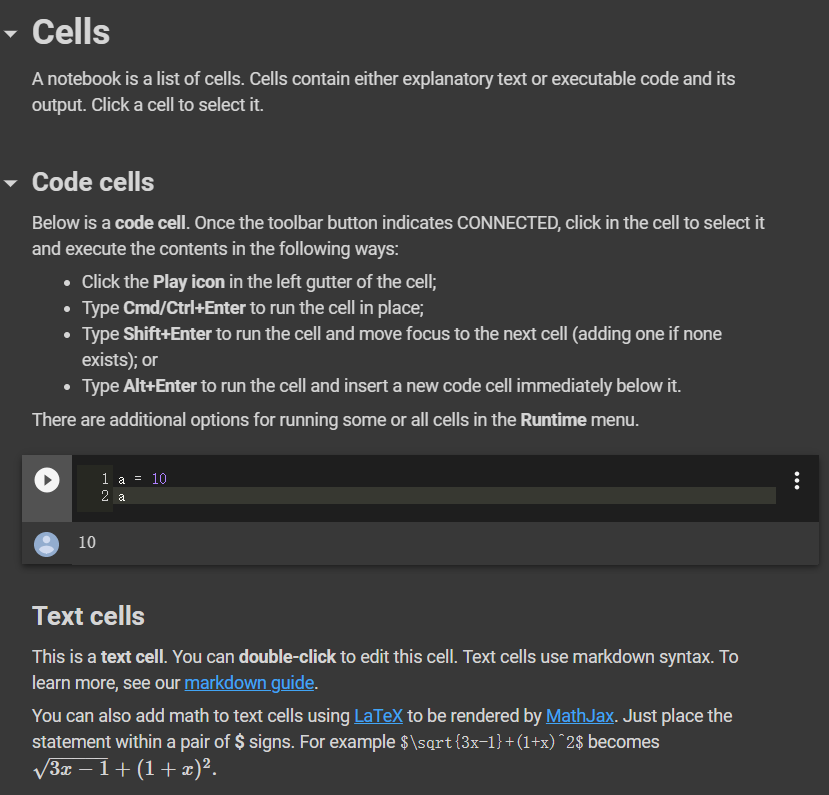 Cells
A notebook is a list of cells. Cells contain either explanatory text or executable code and its
output. Click a cell to select it.
Code cells
Below is a code cell. Once the toolbar button indicates CONNECTED, click in the cell to select it
and execute the contents in the following ways:
• Click the Play icon in the left gutter of the cell;
• Type Cmd/Ctrl+Enter to run the cell in place;
• Type Shift+Enter to run the cell and move focus to the next cell (adding one if none
exists); or
• Type Alt+Enter to run the cell and insert a new code cell immediately below it.
There are additional options for running some or all cells in the Runtime menu.
1 a = 10
2 a
10
Text cells
This is a text cell. You can double-click to edit this cell. Text cells use markdown syntax. To
learn more, see our markdown guide.
You can also add math to text cells using LaTeX to be rendered by MathJax. Just place the
statement within a pair of $ signs. For example $\sqrt{3x-1}+(1+x)^2$ becomes
√(3x − 1) + (1 + x)².